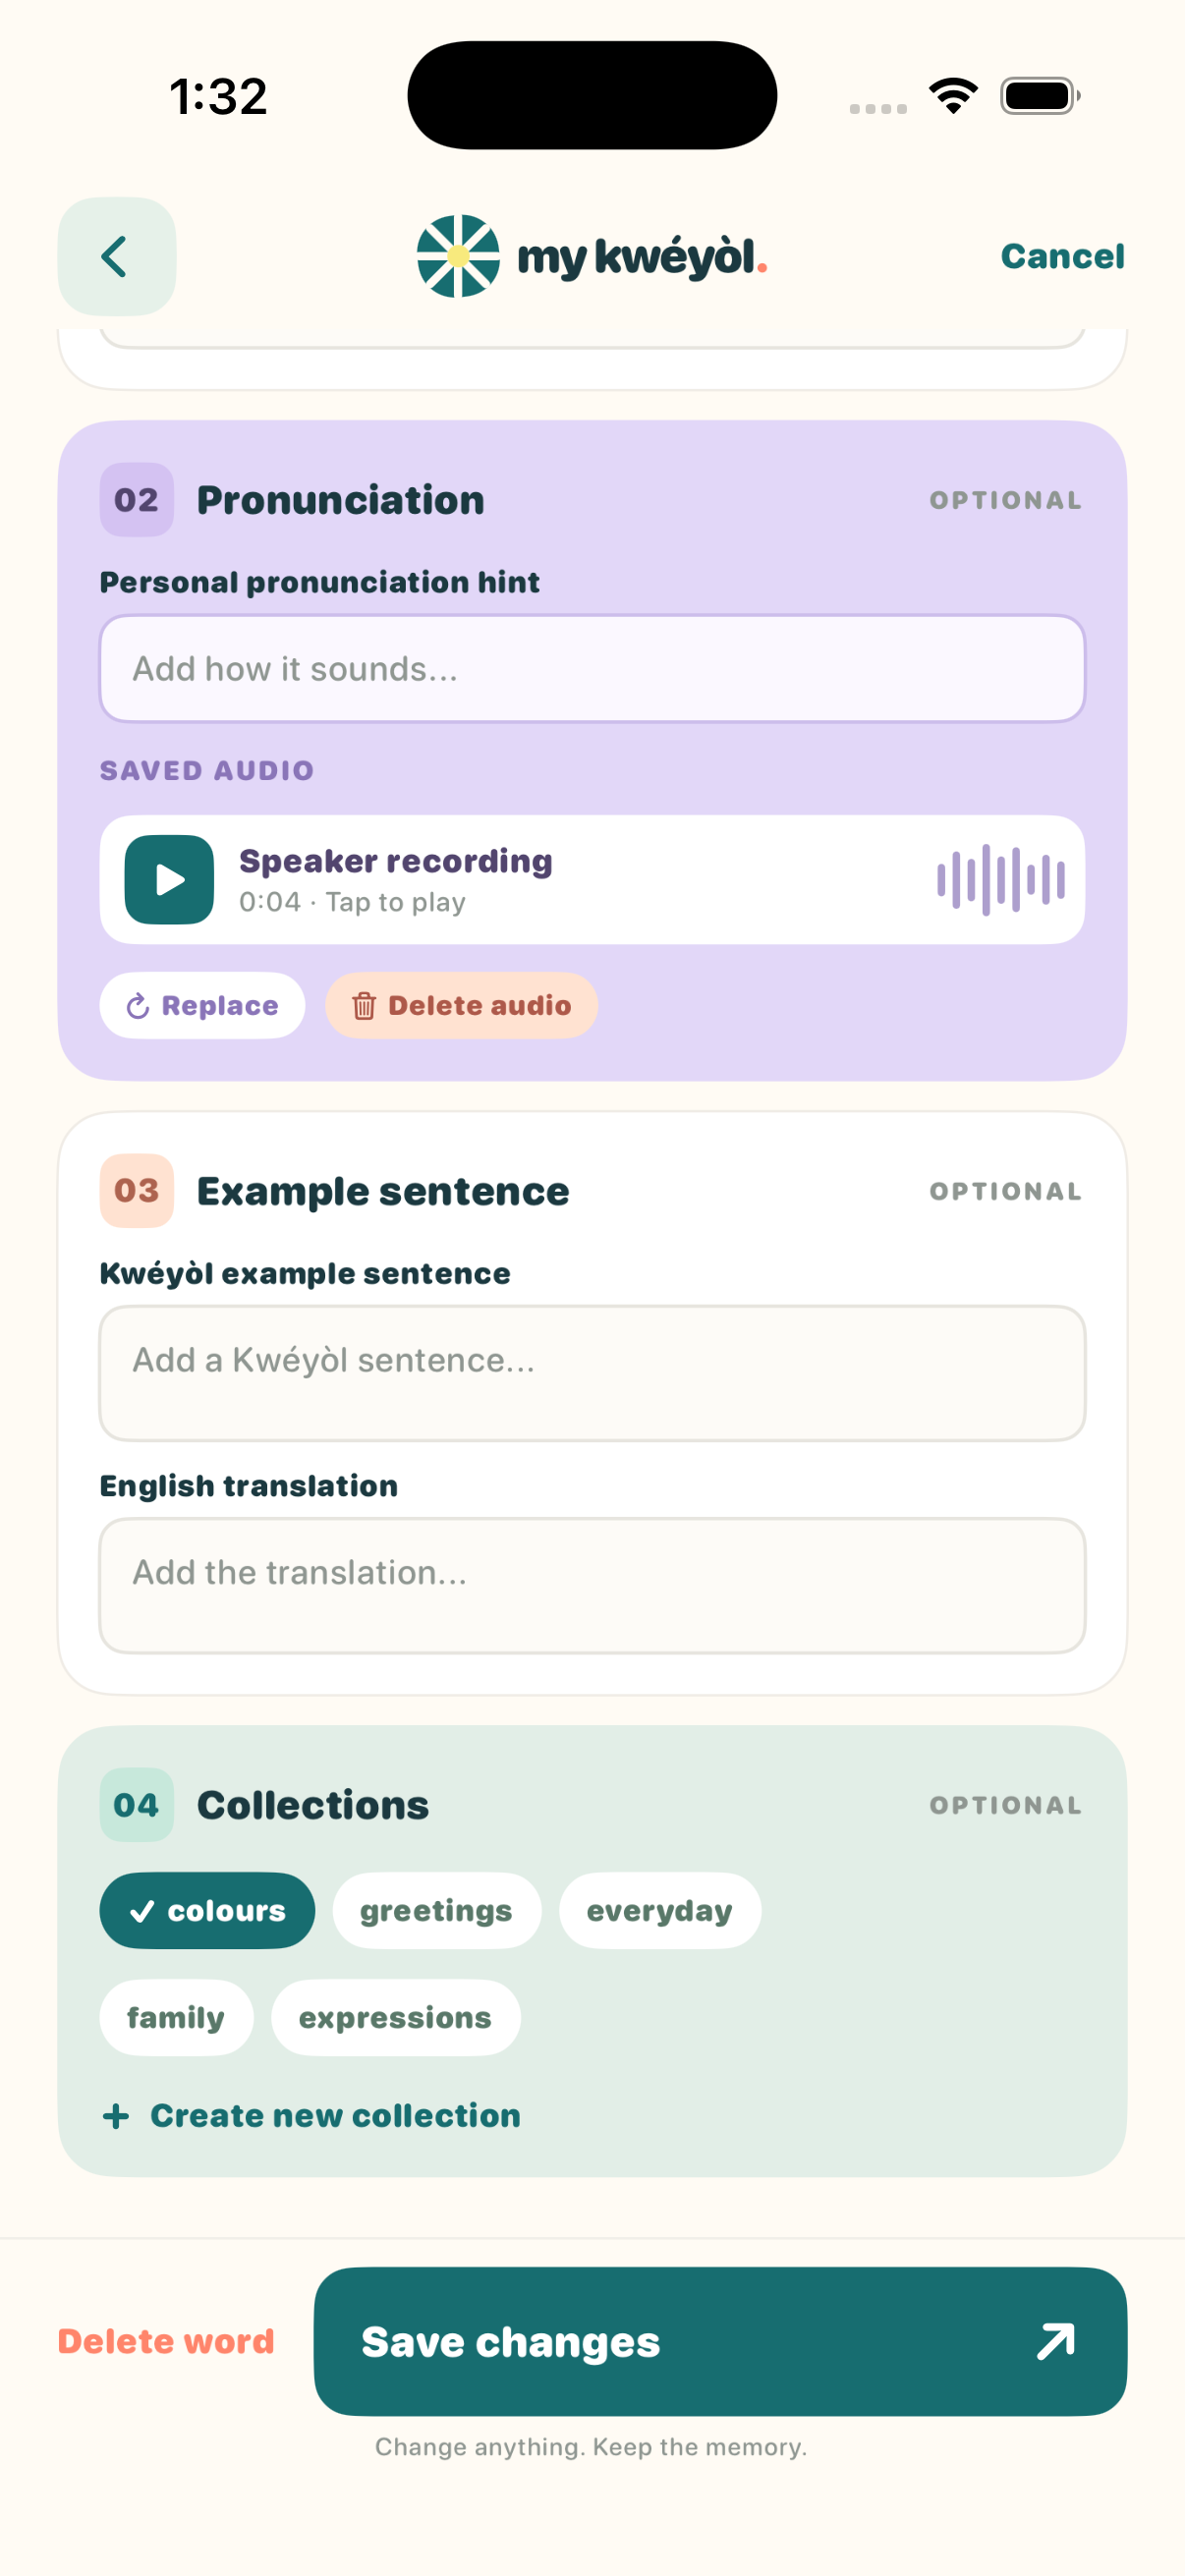 1:32
my kwéyòl.
Cancel
02 Pronunciation OPTIONAL
Personal pronunciation hint
Add how it sounds...
SAVED AUDIO
Speaker recording
0:04 · Tap to play
Replace Delete audio
03 Example sentence OPTIONAL
Kwéyòl example sentence
Add a Kwéyòl sentence...
English translation
Add the translation...
04 Collections OPTIONAL
colours greetings everyday
family expressions
+ Create new collection
Delete word Save changes
Change anything. Keep the memory.